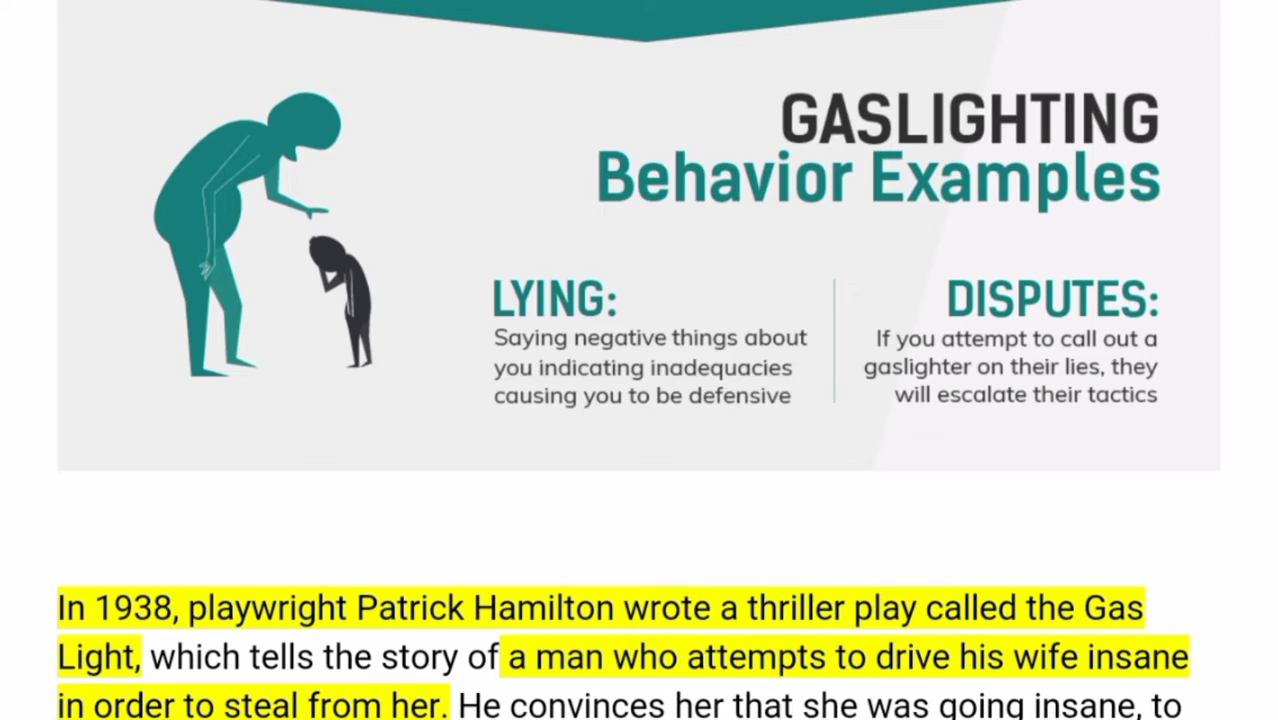 GASLIGHTING
Behavior Examples
LYING:
Saying negative things about
you indicating inadequacies
causing you to be defensive
DISPUTES:
If you attempt to call out a
gaslighter on their lies, they
will escalate their tactics
In 1938, playwright Patrick Hamilton wrote a thriller play called the Gas
Light, which tells the story of a man who attempts to drive his wife insane
in order to steal from her. He convinces her that she was going insane, to